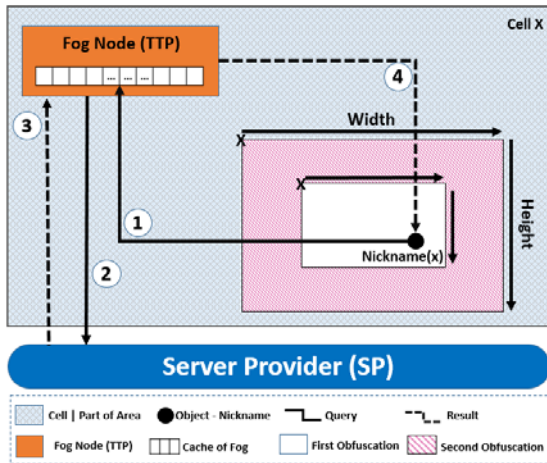 Cell X
Fog Node (TTP)
... ... ...
4
3
Width
X
X
Height
1
Nickname(x)
2
Server Provider (SP)
Cell | Part of Area
Object - Nickname
Query
Result
Fog Node (TTP)
Cache of Fog
First Obfuscation
Second Obfuscation